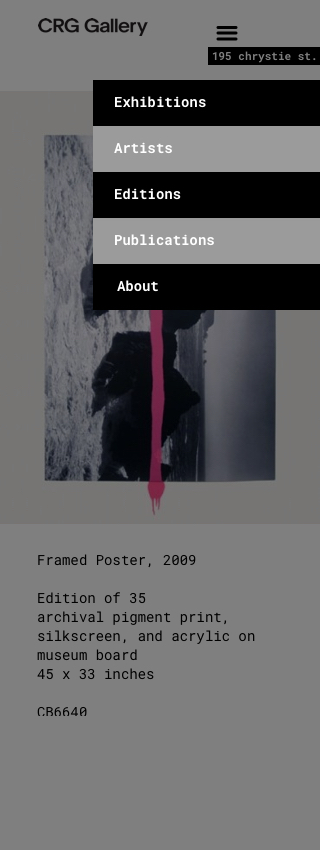 CRG Gallery
195 chrystie st.
Exhibitions
Artists
Editions
Publications
About
Framed Poster, 2009
Edition of 35
archival pigment print,
silkscreen, and acrylic on
museum board
45 x 33 inches
CB6640